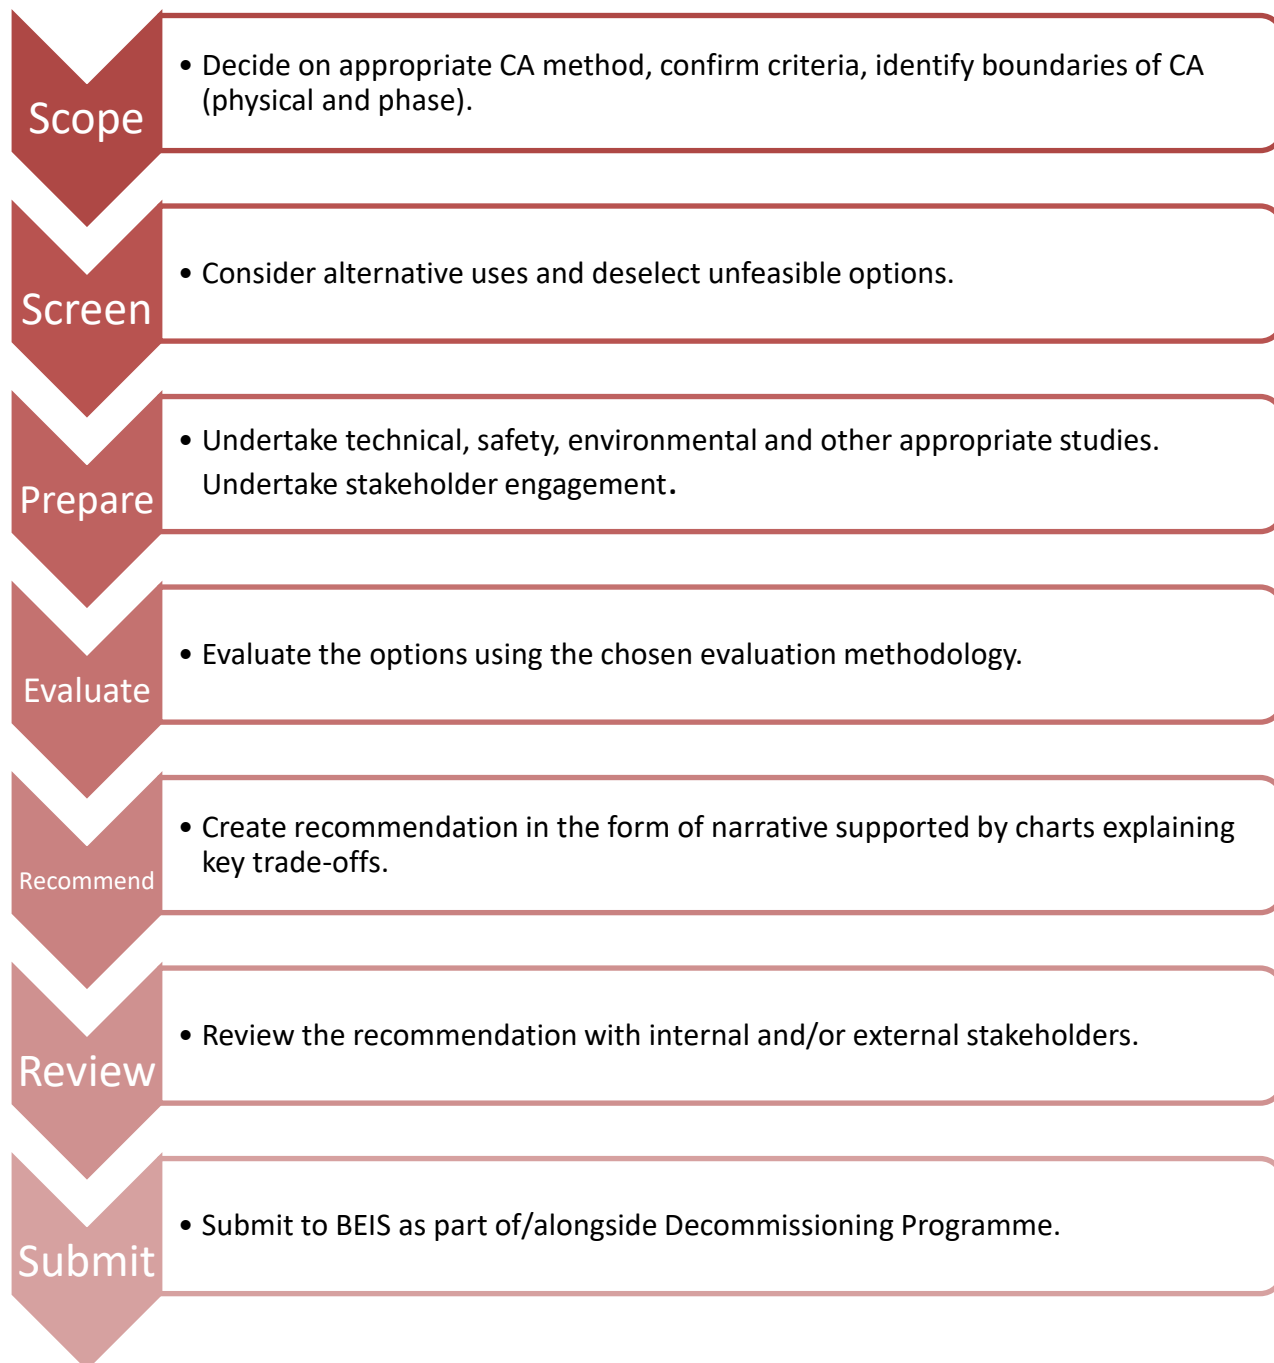 Scope
• Decide on appropriate CA method, confirm criteria, identify boundaries of CA
(physical and phase).
Screen
• Consider alternative uses and deselect unfeasible options.
Prepare
• Undertake technical, safety, environmental and other appropriate studies.
Undertake stakeholder engagement.
Evaluate
• Evaluate the options using the chosen evaluation methodology.
Recommend
• Create recommendation in the form of narrative supported by charts explaining
key trade-offs.
Review
• Review the recommendation with internal and/or external stakeholders.
Submit
• Submit to BEIS as part of/alongside Decommissioning Programme.